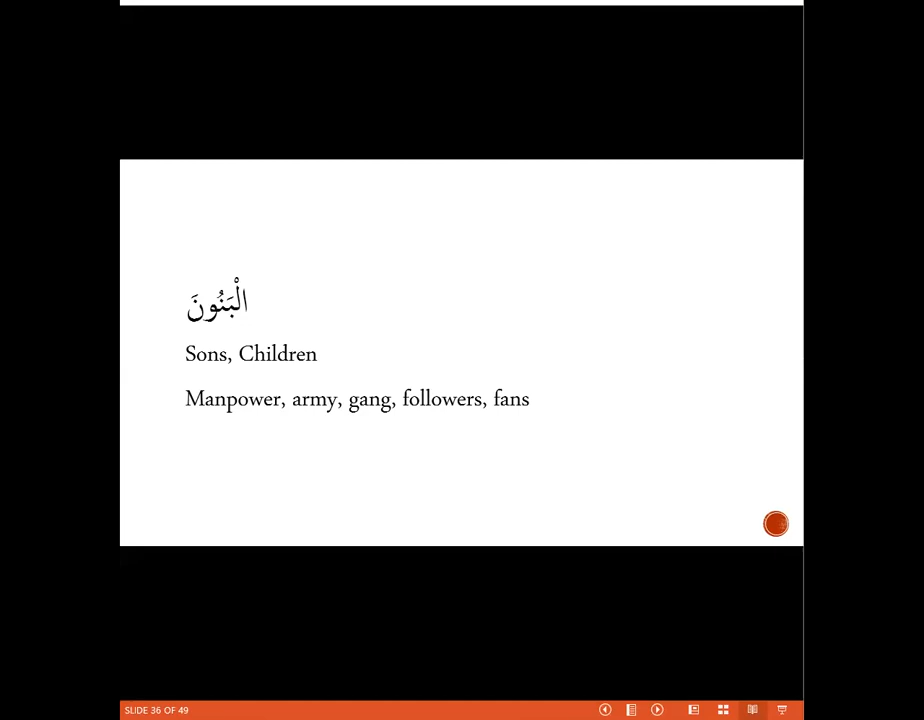 الْبَنُونَ
Sons, Children
Manpower, army, gang, followers, fans
SLIDE 36 OF 49